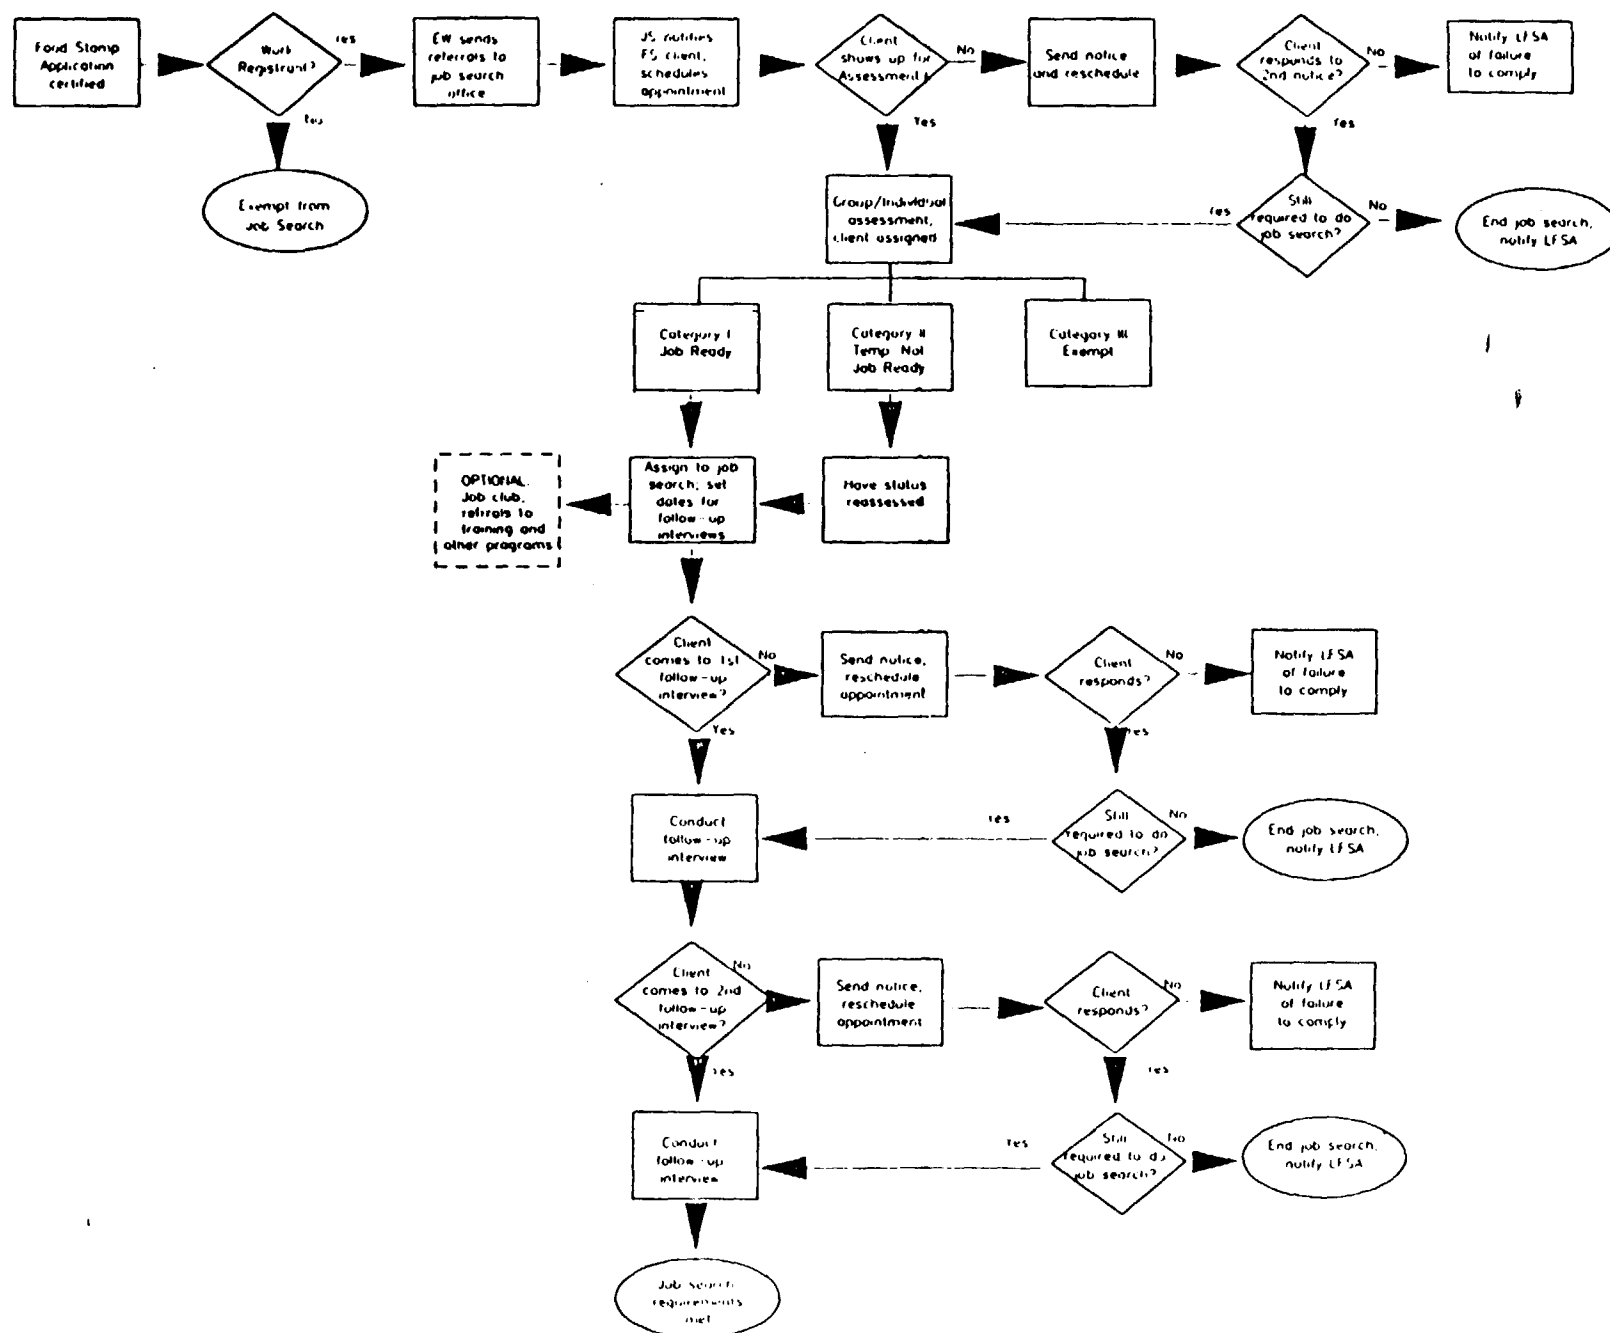 Food Stamp
Application
certified
Work
Registrant?
Yes
No
Exempt from
Job Search
EW sends
referrals to
job search
office
JS notifies
FS client,
schedules
appointment
Client
shows up for
Assessment?
No
Yes
Send notice
and reschedule
Client
responds to
2nd notice?
No
Yes
Notify LFSA
of failure
to comply
Group/Individual
assessment,
client assigned
Yes
Still
required to do
job search?
No
End job search,
notify LFSA
Category I
Job Ready
Category II
Temp. Not
Job Ready
Category III
Exempt
OPTIONAL:
Job club,
referrals to
training and
other programs
Assign to job
search; set
dates for
follow-up
interviews
Have status
reassessed
Client
comes to 1st
follow-up
interview?
No
Yes
Send notice,
reschedule
appointment
Client
responds?
No
Yes
Notify LFSA
of failure
to comply
Conduct
follow-up
interview
Yes
Still
required to do
job search?
No
End job search,
notify LFSA
Client
comes to 2nd
follow-up
interview?
No
Yes
Send notice,
reschedule
appointment
Client
responds?
No
Yes
Notify LFSA
of failure
to comply
Conduct
follow-up
interview
Yes
Still
required to do
job search?
No
End job search,
notify LFSA
Job search
requirements
met